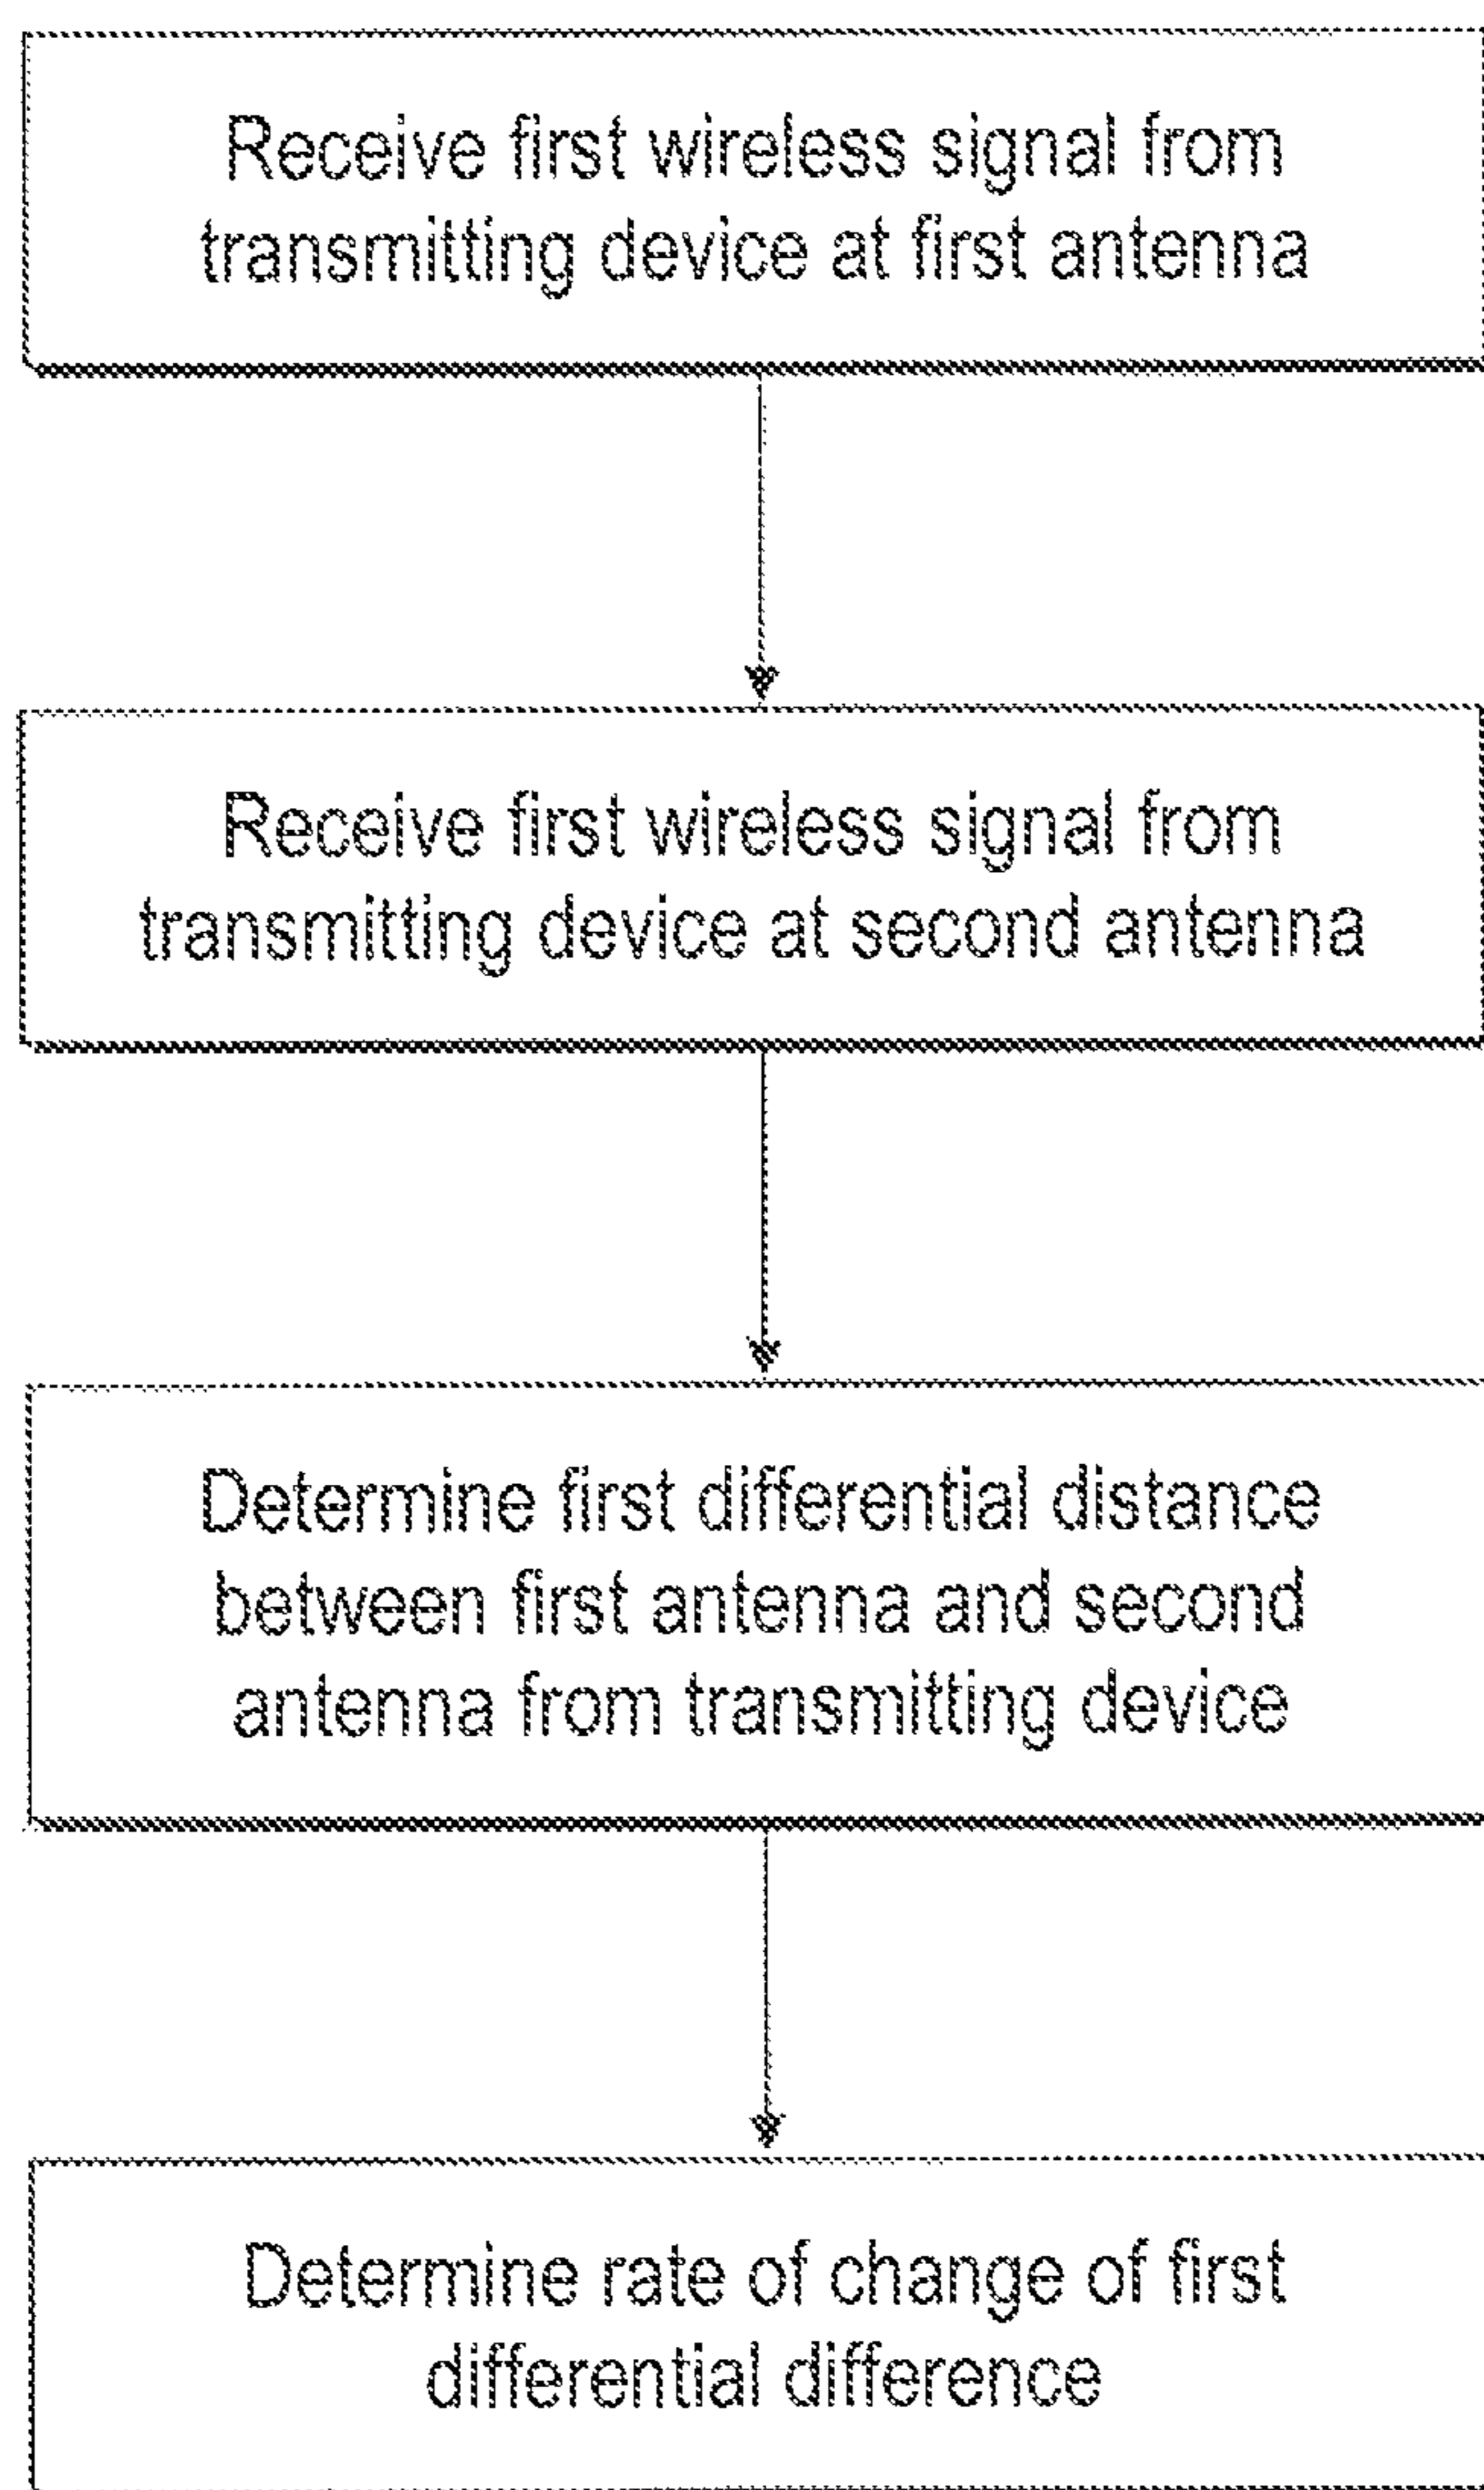 Receive first wireless signal from
transmitting device at first antenna
Receive first wireless signal from
transmitting device at second antenna
Determine first differential distance
between first antenna and second
antenna from transmitting device
Determine rate of change of first
differential difference